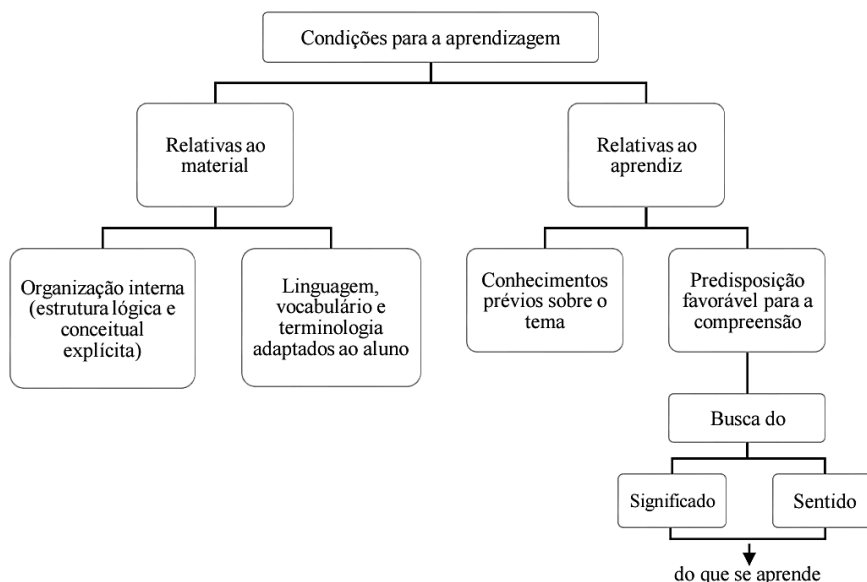 Condições para a aprendizagem
Relativas ao
material
Relativas ao
aprendiz
Organização interna
(estrutura lógica e
conceitual
explícita)
Linguagem,
vocabulário e
terminologia
adaptados ao aluno
Conhecimentos
prévios sobre o
tema
Predisposição
favorável para a
compreensão
Busca do
Significado
Sentido
do que se aprende